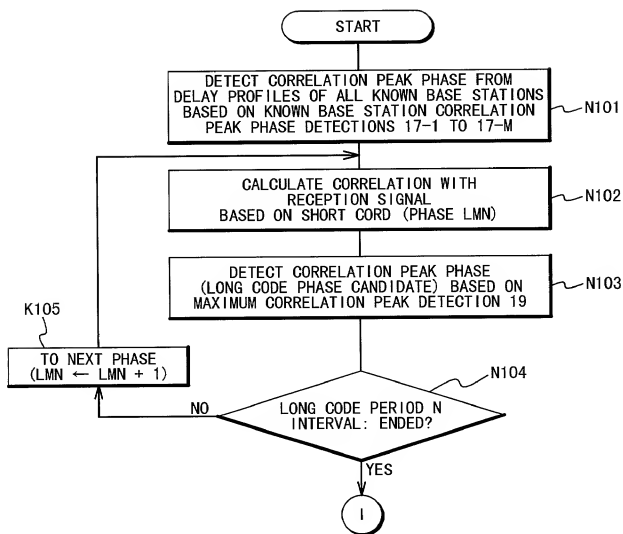 START
DETECT CORRELATION PEAK PHASE FROM
DELAY PROFILES OF ALL KNOWN BASE STATIONS
BASED ON KNOWN BASE STATION CORRELATION
PEAK PHASE DETECTIONS 17-1 TO 17-M
N101
CALCULATE CORRELATION WITH
RECEPTION SIGNAL
BASED ON SHORT CORD (PHASE LMN)
N102
DETECT CORRELATION PEAK PHASE
(LONG CODE PHASE CANDIDATE) BASED ON
MAXIMUM CORRELATION PEAK DETECTION 19
N103
K105
TO NEXT PHASE
(LMN ← LMN + 1)
N104
NO
LONG CODE PERIOD N
INTERVAL: ENDED?
YES
I